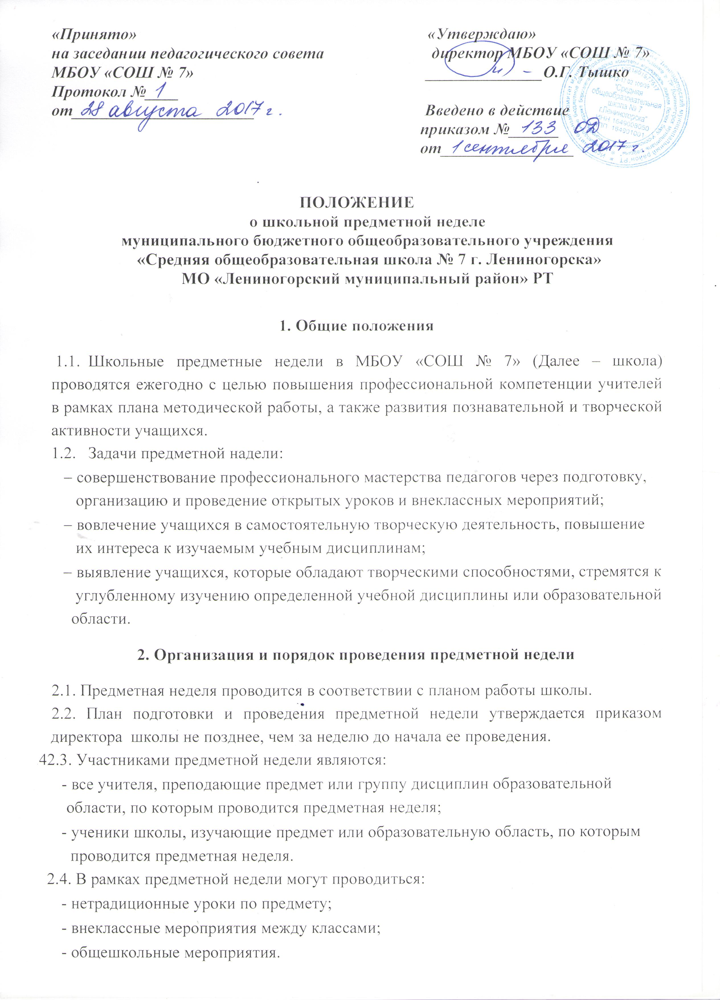 «Принято»
на заседании педагогического совета
МБОУ «СОШ № 7»
Протокол № 1
от 28 августа 2017 г.
«Утверждаю»
директор МБОУ «СОШ № 7»
О.Г. Тышко
Введено в действие
приказом № 133 ОД
от 1 сентября 2017 г.
"Средняя
общеобразовательная
школа № 7
г.Лениногорска"
ИНН 1649008050
КПП 164901001
ПОЛОЖЕНИЕ
о школьной предметной неделе
муниципального бюджетного общеобразовательного учреждения
«Средняя общеобразовательная школа № 7 г. Лениногорска»
МО «Лениногорский муниципальный район» РТ
1. Общие положения
1.1. Школьные предметные недели в МБОУ «СОШ № 7» (Далее – школа)
проводятся ежегодно с целью повышения профессиональной компетенции учителей
в рамках плана методической работы, а также развития познавательной и творческой
активности учащихся.
1.2. Задачи предметной надели:
– совершенствование профессионального мастерства педагогов через подготовку,
организацию и проведение открытых уроков и внеклассных мероприятий;
– вовлечение учащихся в самостоятельную творческую деятельность, повышение
их интереса к изучаемым учебным дисциплинам;
– выявление учащихся, которые обладают творческими способностями, стремятся к
углубленному изучению определенной учебной дисциплины или образовательной
области.
2. Организация и порядок проведения предметной недели
2.1. Предметная неделя проводится в соответствии с планом работы школы.
2.2. План подготовки и проведения предметной недели утверждается приказом
директора школы не позднее, чем за неделю до начала ее проведения.
42.3. Участниками предметной недели являются:
- все учителя, преподающие предмет или группу дисциплин образовательной
области, по которым проводится предметная неделя;
- ученики школы, изучающие предмет или образовательную область, по которым
проводится предметная неделя.
2.4. В рамках предметной недели могут проводиться:
- нетрадиционные уроки по предмету;
- внеклассные мероприятия между классами;
- общешкольные мероприятия.